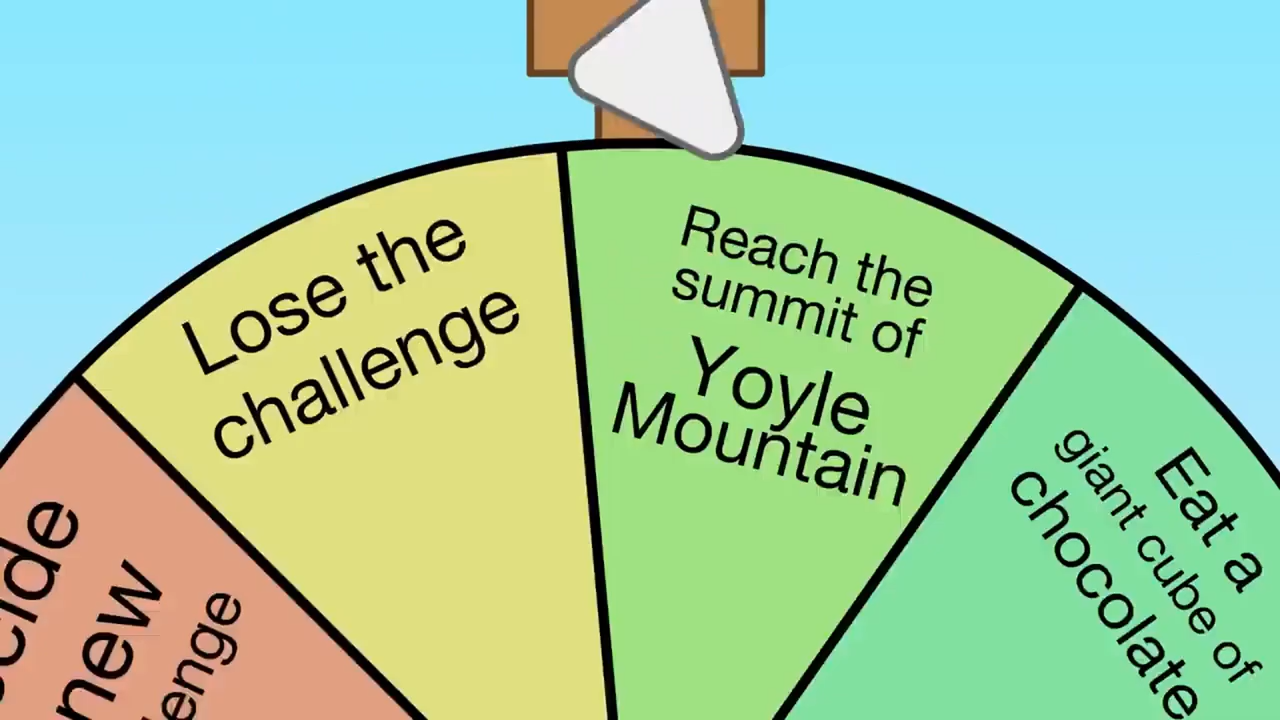 Lose the
challenge
Reach the
summit of
Yoyle
Mountain
Eat a
giant cube of
chocolate
new